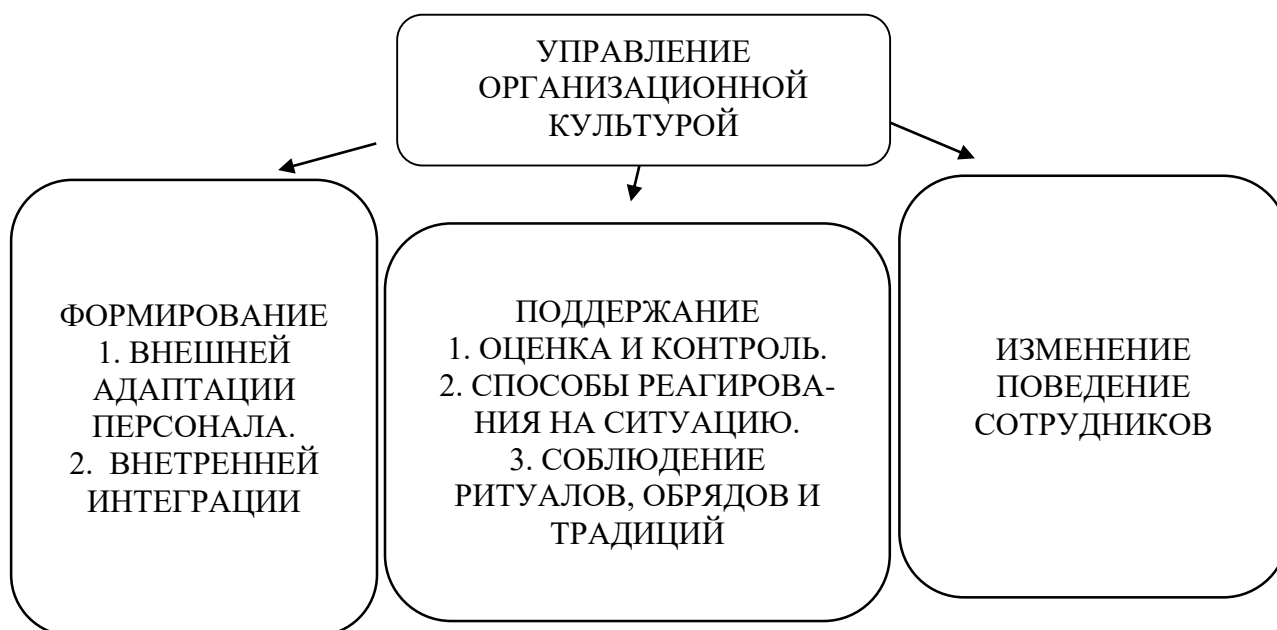 УПРАВЛЕНИЕ
ОРГАНИЗАЦИОННОЙ
КУЛЬТУРОЙ
ФОРМИРОВАНИЕ
1. ВНЕШНЕЙ
АДАПТАЦИИ
ПЕРСОНАЛА.
2. ВНЕТРЕННЕЙ
ИНТЕГРАЦИИ
ПОДДЕРЖАНИЕ
1. ОЦЕНКА И КОНТРОЛЬ.
2. СПОСОБЫ РЕАГИРОВА-
НИЯ НА СИТУАЦИЮ.
3. СОБЛЮДЕНИЕ
РИТУАЛОВ, ОБРЯДОВ И
ТРАДИЦИЙ
ИЗМЕНЕНИЕ
ПОВЕДЕНИЕ
СОТРУДНИКОВ